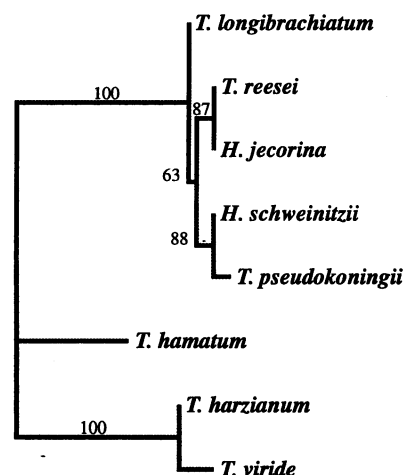 T. longibrachiatum
100
87
T. reesei
H. jecorina
63
H. schweinitzii
88
T. pseudokoningii
T. hamatum
T. harzianum
100
T. viride